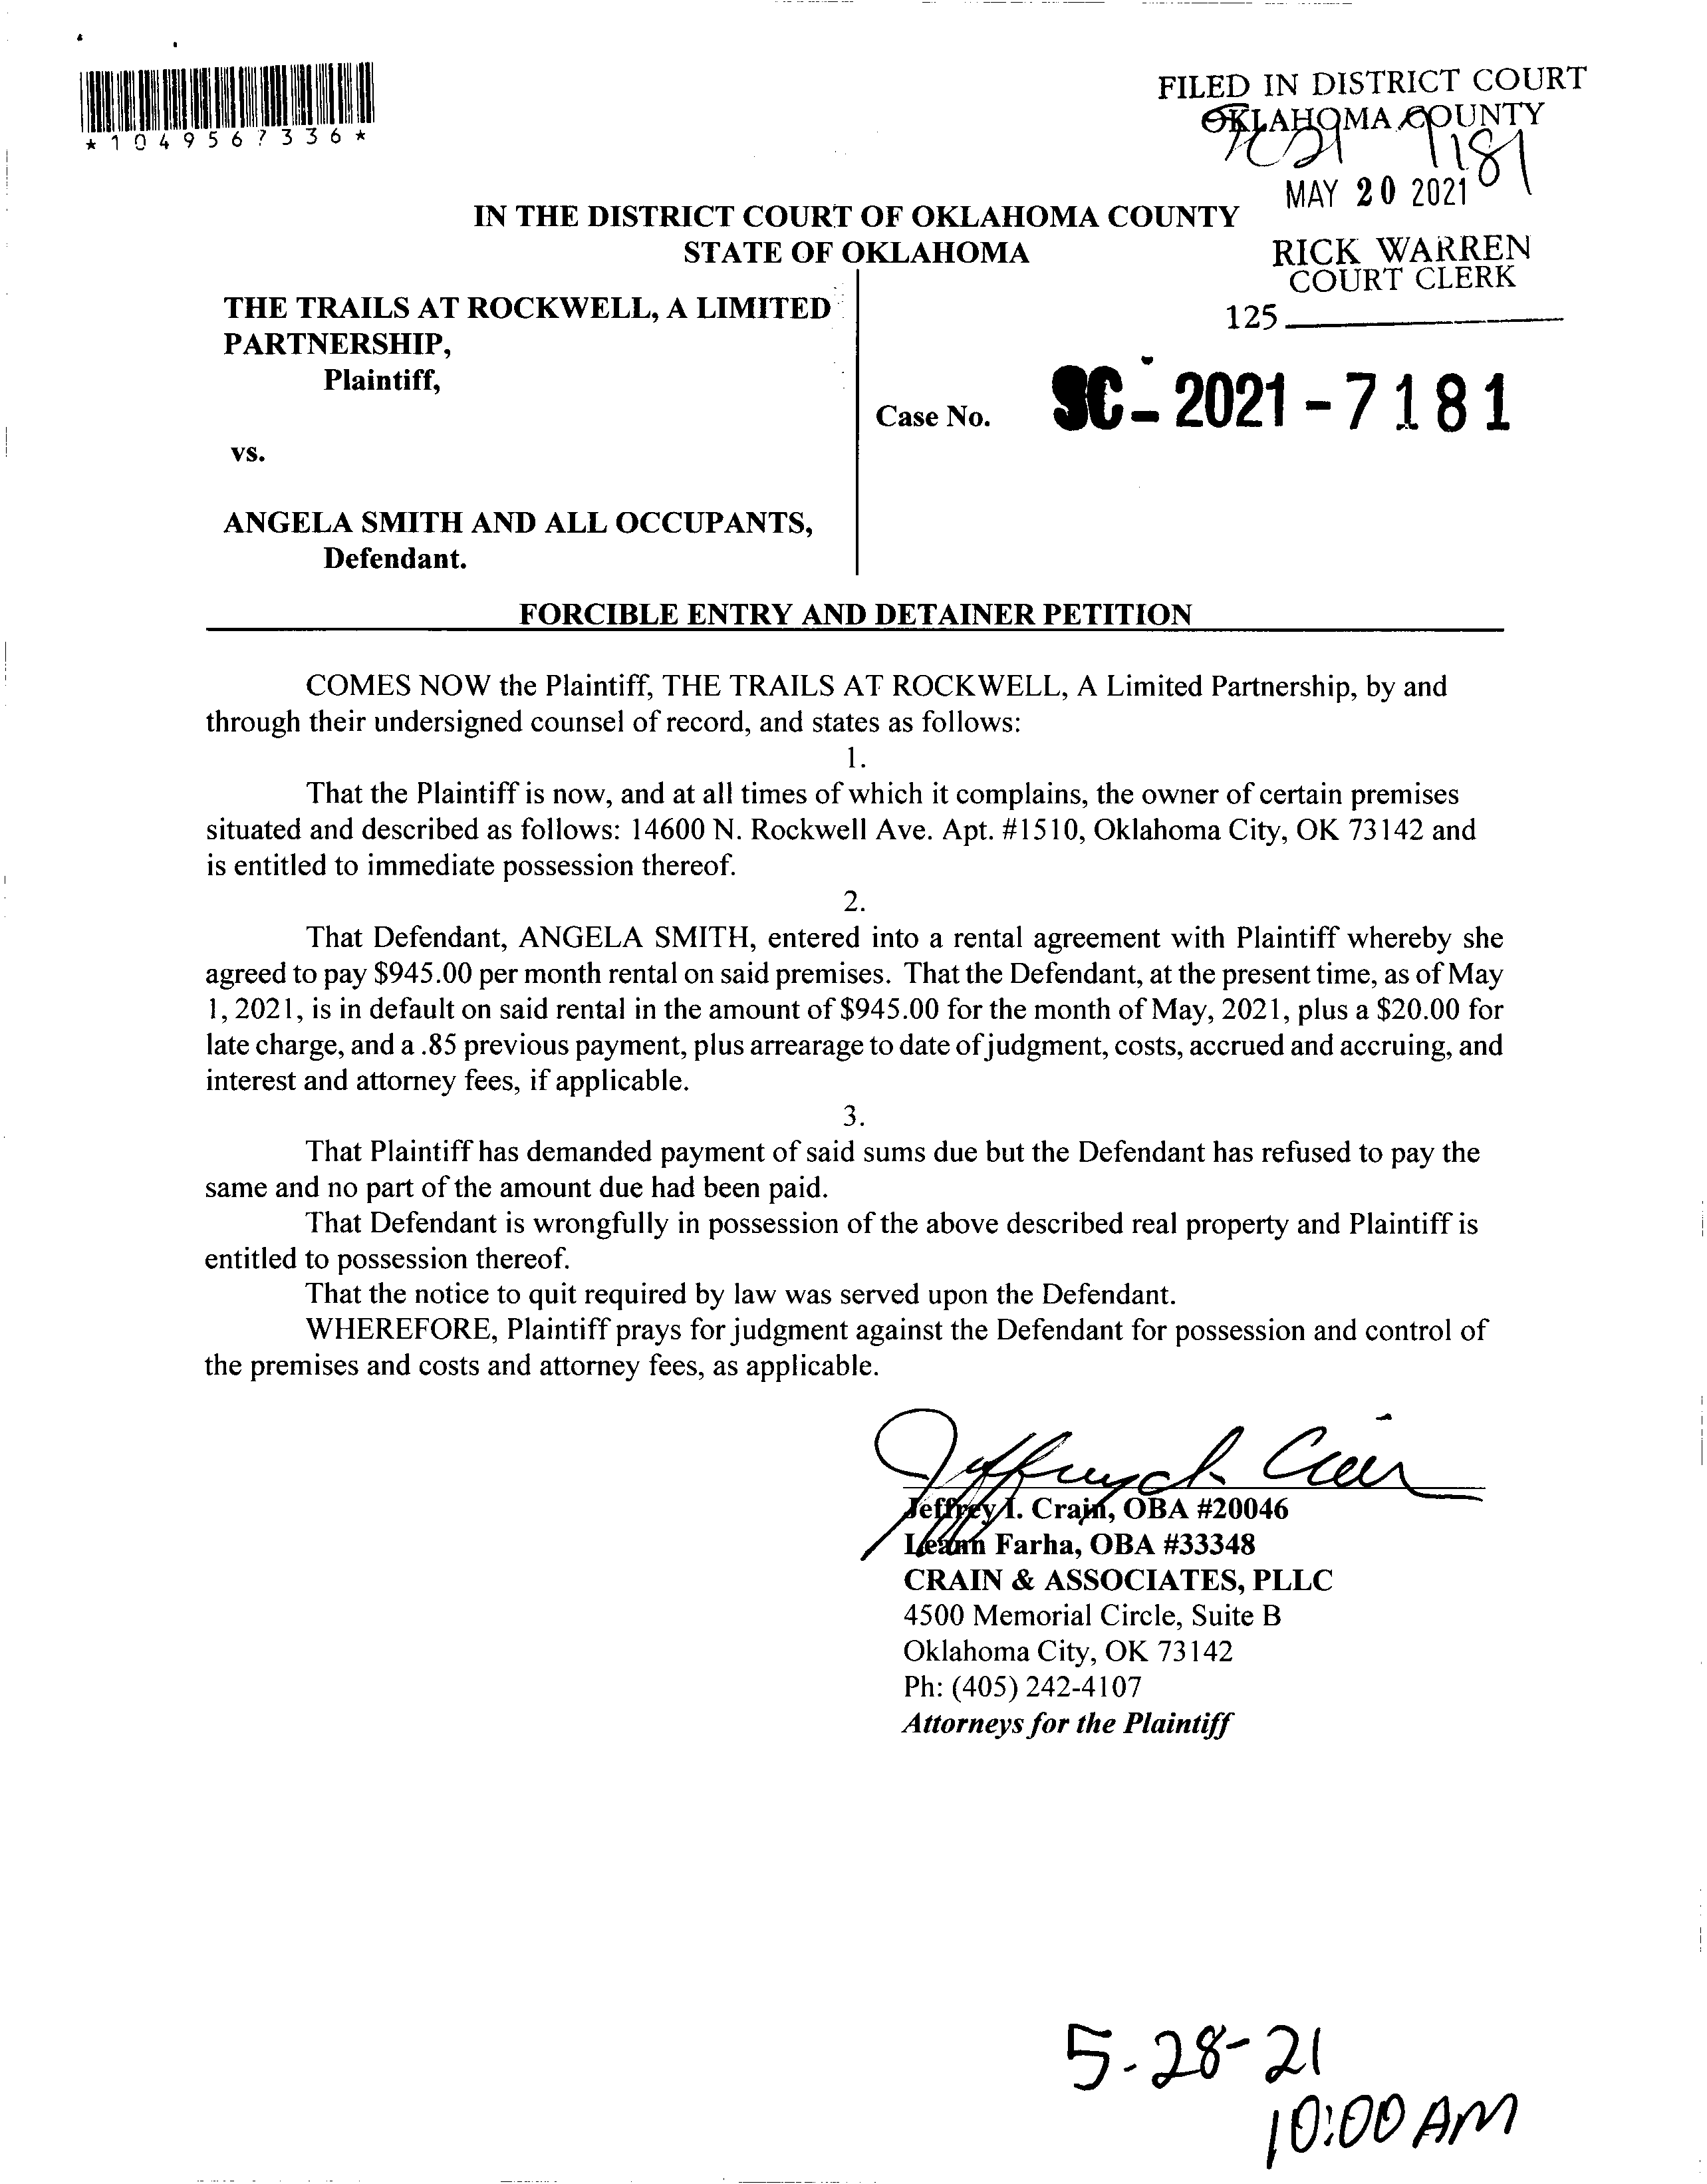 FILED IN DISTRICT COURT
OKLAHOMA COUNTY
*1049567336*
7181
MAY 20 2021
IN THE DISTRICT COURT OF OKLAHOMA COUNTY
STATE OF OKLAHOMA
RICK WARREN
COURT CLERK
125
THE TRAILS AT ROCKWELL, A LIMITED
PARTNERSHIP,
Plaintiff,
Case No.
SC-2021-7181
vs.
ANGELA SMITH AND ALL OCCUPANTS,
Defendant.
FORCIBLE ENTRY AND DETAINER PETITION
COMES NOW the Plaintiff, THE TRAILS AT ROCKWELL, A Limited Partnership, by and
through their undersigned counsel of record, and states as follows:
1.
That the Plaintiff is now, and at all times of which it complains, the owner of certain premises
situated and described as follows: 14600 N. Rockwell Ave. Apt. #1510, Oklahoma City, OK 73142 and
is entitled to immediate possession thereof.
2.
That Defendant, ANGELA SMITH, entered into a rental agreement with Plaintiff whereby she
agreed to pay $945.00 per month rental on said premises. That the Defendant, at the present time, as of May
1, 2021, is in default on said rental in the amount of $945.00 for the month of May, 2021, plus a $20.00 for
late charge, and a .85 previous payment, plus arrearage to date of judgment, costs, accrued and accruing, and
interest and attorney fees, if applicable.
3.
That Plaintiff has demanded payment of said sums due but the Defendant has refused to pay the
same and no part of the amount due had been paid.
That Defendant is wrongfully in possession of the above described real property and Plaintiff is
entitled to possession thereof.
That the notice to quit required by law was served upon the Defendant.
WHEREFORE, Plaintiff prays for judgment against the Defendant for possession and control of
the premises and costs and attorney fees, as applicable.
Jeffrey I. Crain, OBA #20046
Leann Farha, OBA #33348
CRAIN & ASSOCIATES, PLLC
4500 Memorial Circle, Suite B
Oklahoma City, OK 73142
Ph: (405) 242-4107
Attorneys for the Plaintiff
5-28-21
10:00 AM